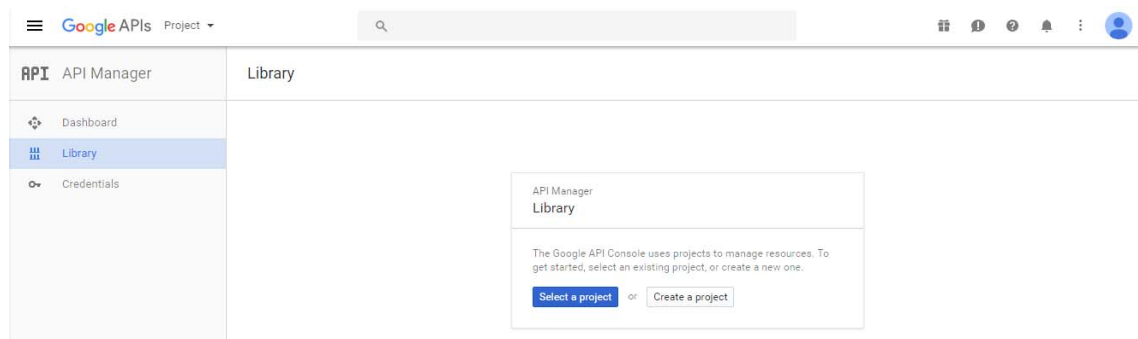 Google APIs Project
API API Manager
Library
Dashboard
Library
Credentials
API Manager
Library
The Google API Console uses projects to manage resources. To
get started, select an existing project, or create a new one.
Select a project or Create a project